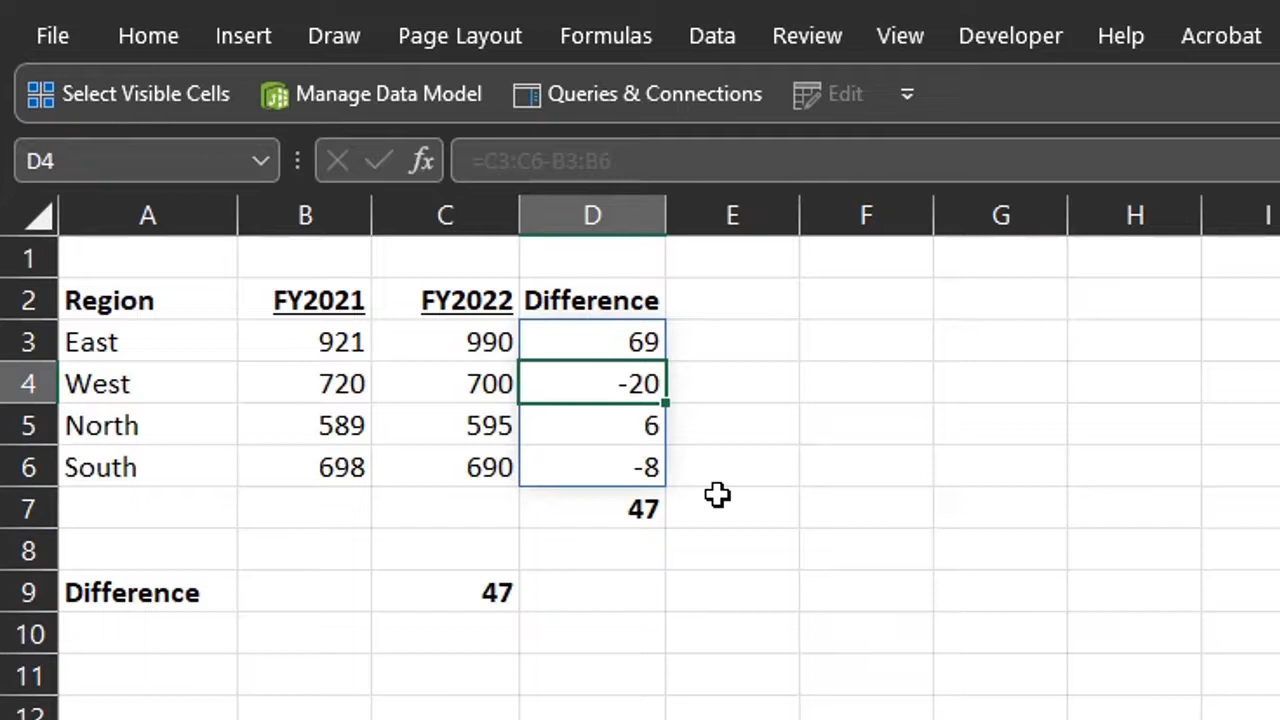 File Home Insert Draw Page Layout Formulas Data Review View Developer Help Acrobat
Select Visible Cells Manage Data Model Queries & Connections Edit
D4 fx =C3:C6-B3:B6
A B C D E F G H I
1
2 Region FY2021 FY2022 Difference
3 East 921 990 69
4 West 720 700 -20
5 North 589 595 6
6 South 698 690 -8
7 47
8
9 Difference 47
10
11
12